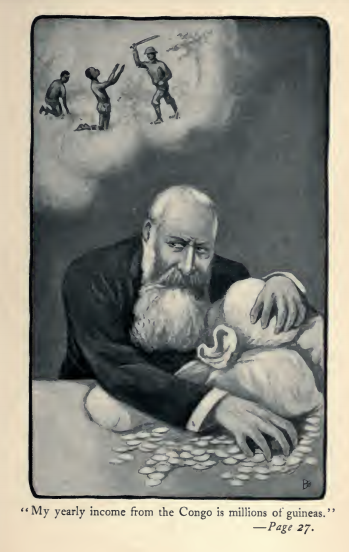 "My yearly income from the Congo is millions of guineas."
—Page 27.